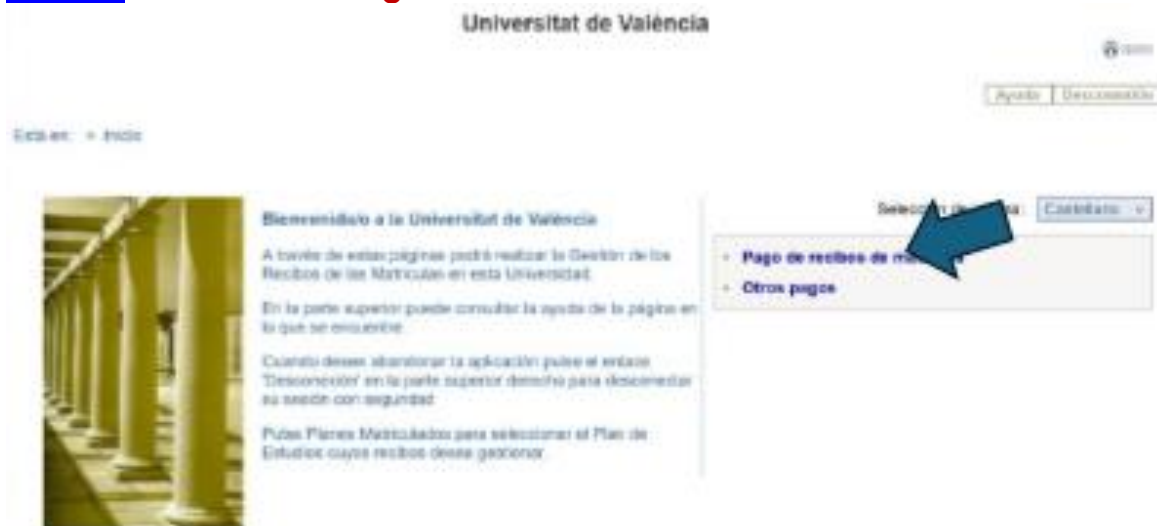 Universitat de València
Ayuda Desconexión
Está en: Inicio
Selección de Castellano
Bienvenido/a a la Universitat de València
A través de estas páginas podrá realizar la Gestión de los
Recibos de las Matrículas en esta Universidad.
En la parte superior puede consultar la ayuda de la página en
la que se encuentre.
Cuando desee abandonar la aplicación pulse el enlace
'Desconexión' en la parte superior derecha para desconectar
su sesión con seguridad.
Pulse Planes Matriculados para seleccionar el Plan de
Estudios cuyos recibos desea gestionar.
Pago de recibos de
Otros pagos